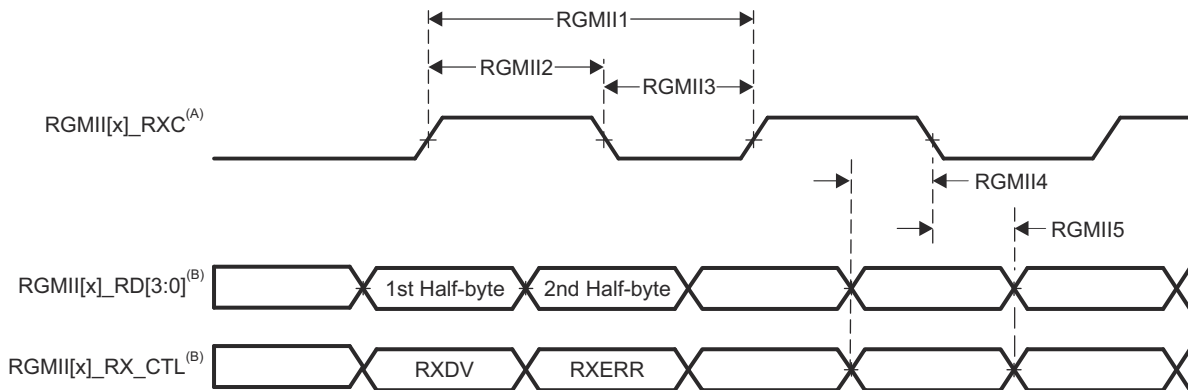 RGMII1
RGMII2
RGMII3
RGMII[x]_RXC(A)
RGMII4
RGMII5
RGMII[x]_RD[3:0](B)
1st Half-byte
2nd Half-byte
RGMII[x]_RX_CTL(B)
RXDV
RXERR